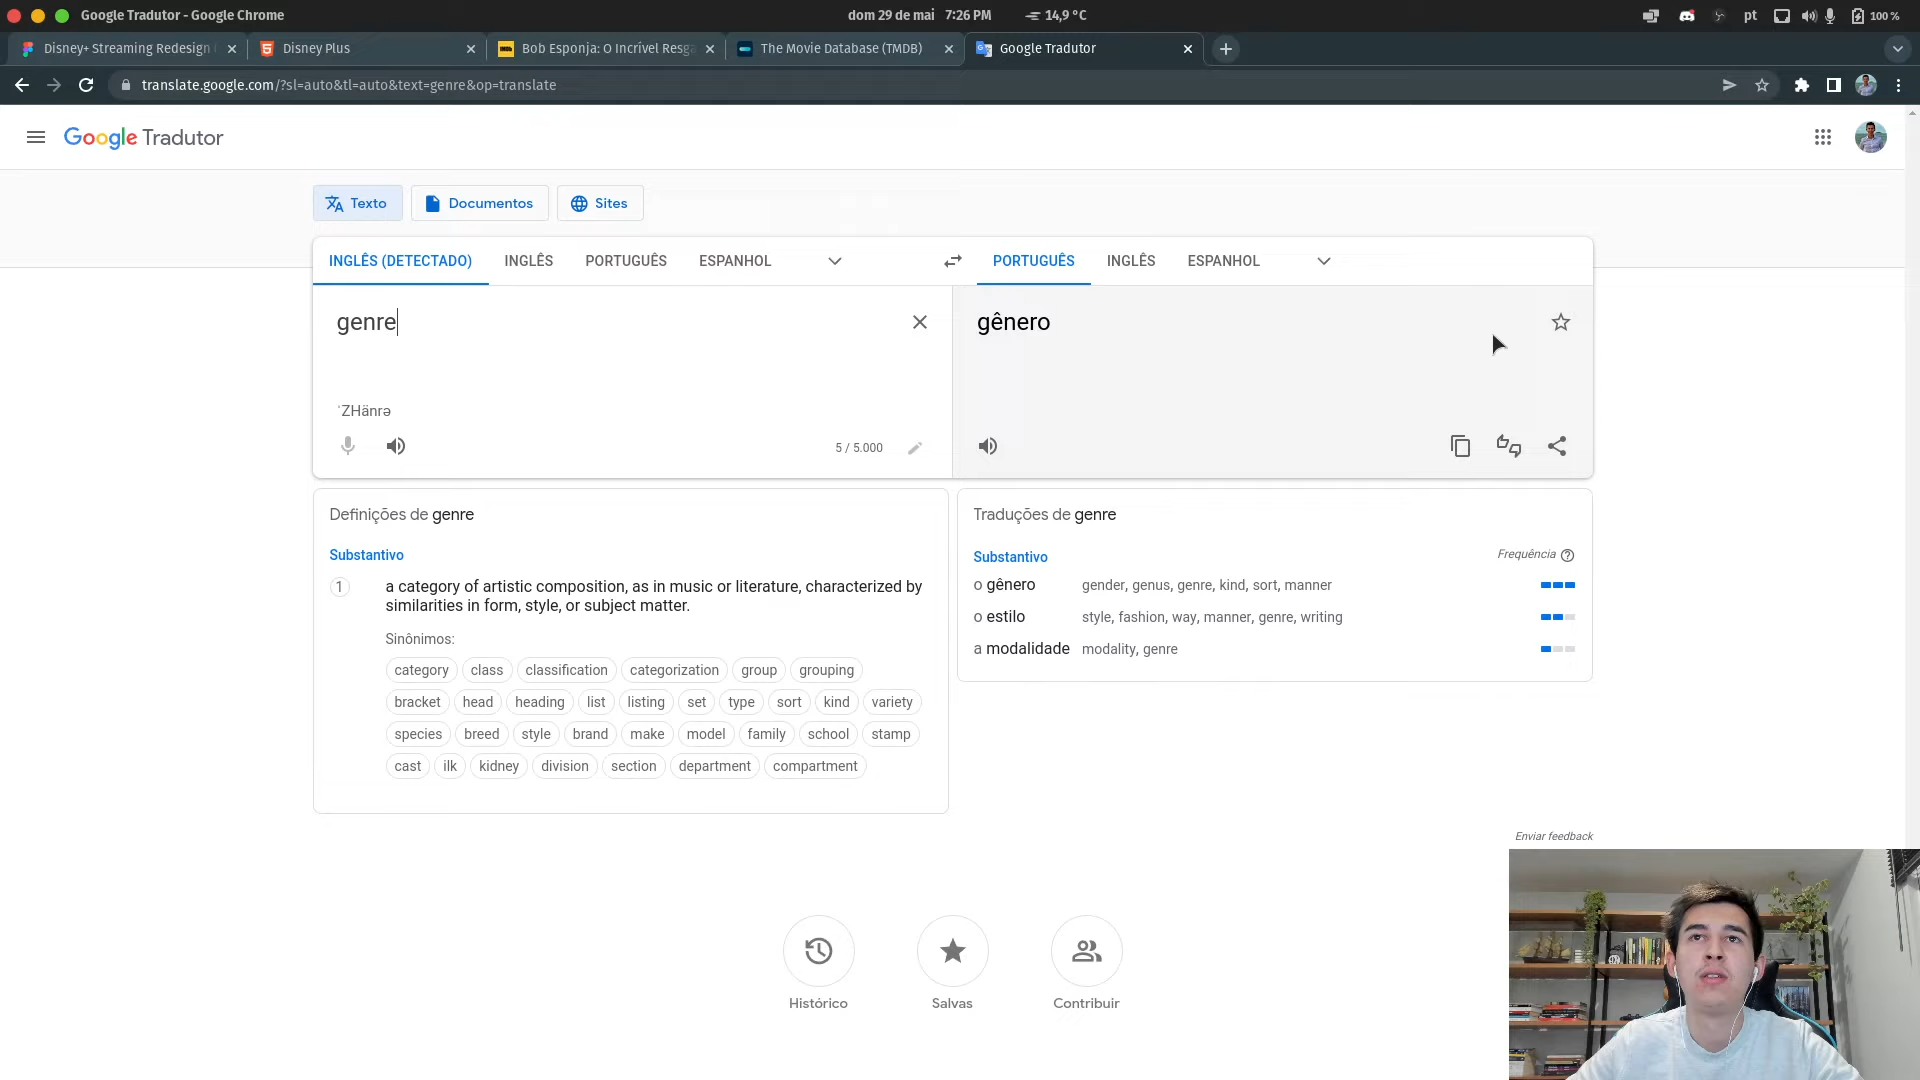 Google Tradutor - Google Chrome
dom 29 de mai 7:26 PM
14,9 °C
pt
100 %
Disney+ Streaming Redesign
Disney Plus
Bob Esponja: O Incrível Resga
The Movie Database (TMDB)
Google Tradutor
translate.google.com/?sl=auto&tl=auto&text=genre&op=translate
Google Tradutor
Texto
Documentos
Sites
INGLÊS (DETECTADO)
INGLÊS
PORTUGUÊS
ESPANHOL
PORTUGUÊS
INGLÊS
ESPANHOL
genre
gênero
ˈZHänrə
5 / 5.000
Definições de genre
Substantivo
1
a category of artistic composition, as in music or literature, characterized by
similarities in form, style, or subject matter.
Sinônimos:
category class classification categorization group grouping
bracket head heading list listing set type sort kind variety
species breed style brand make model family school stamp
cast ilk kidney division section department compartment
Traduções de genre
Substantivo
Frequência
o gênero gender, genus, genre, kind, sort, manner
o estilo style, fashion, way, manner, genre, writing
a modalidade modality, genre
Enviar feedback
Histórico
Salvas
Contribuir